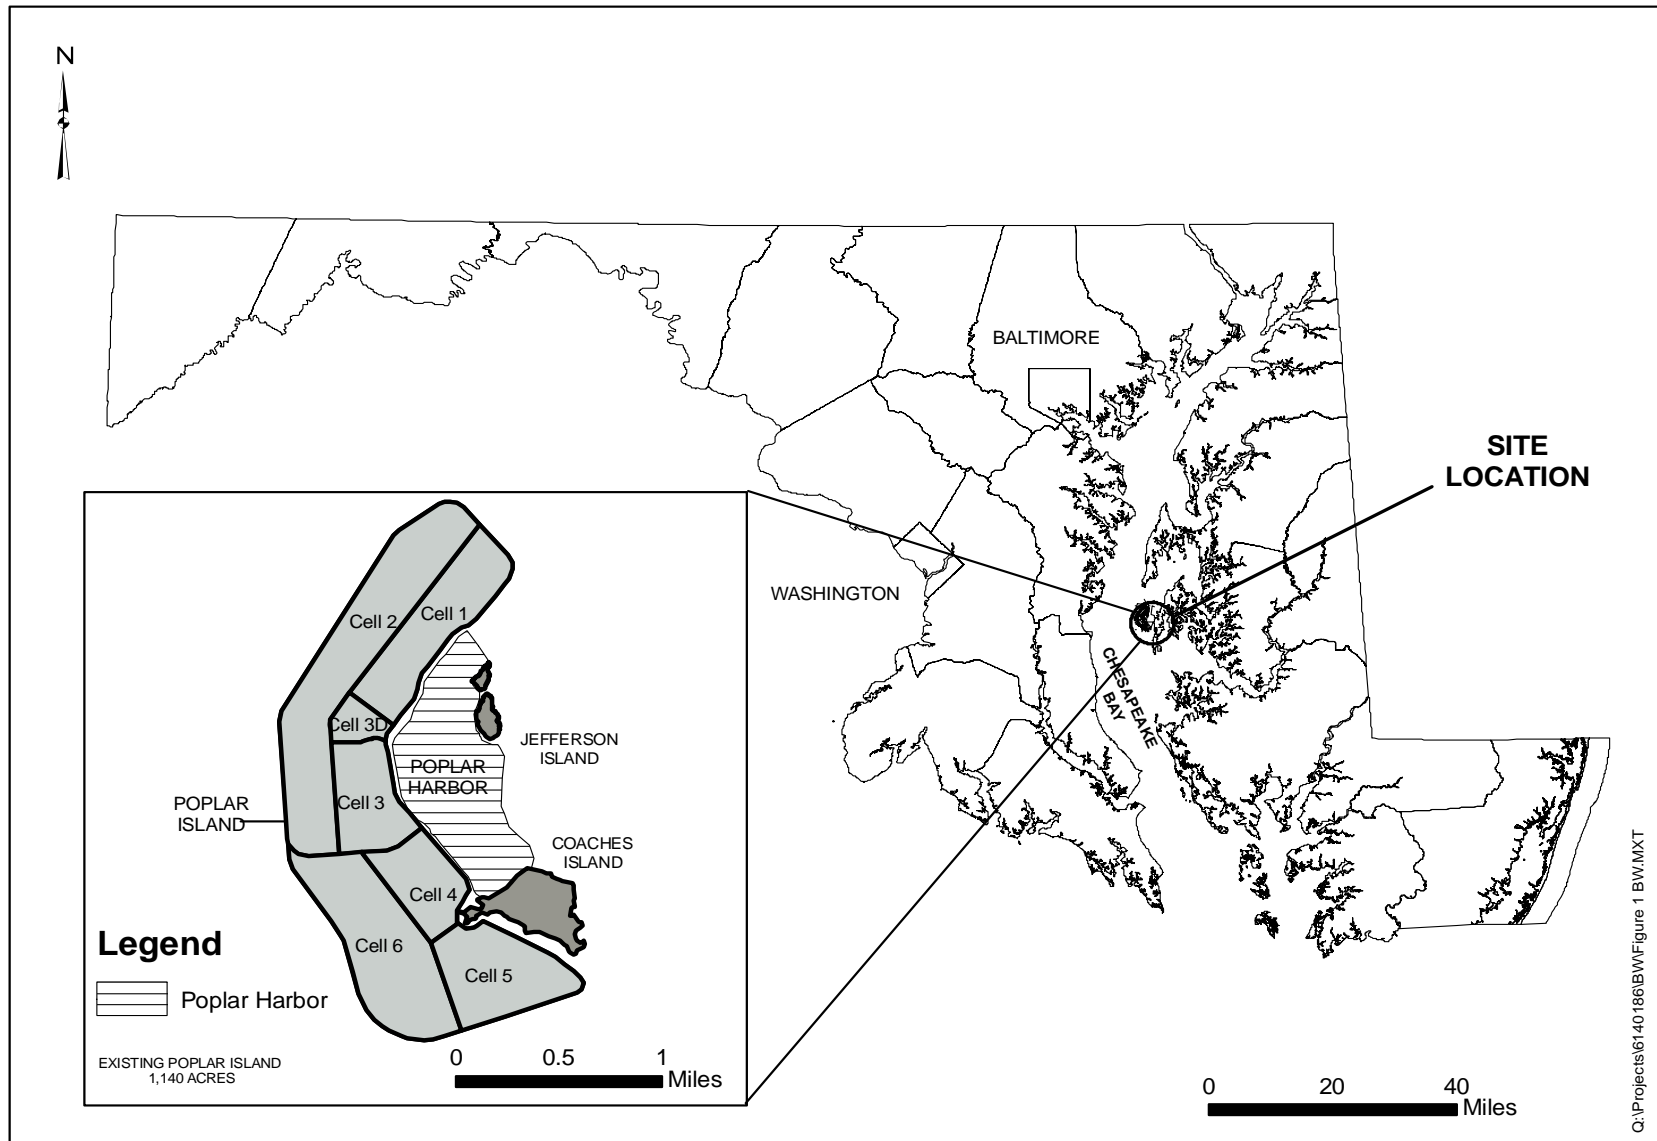 N
BALTIMORE
SITE
LOCATION
WASHINGTON
CHESAPEAKE
BAY
Cell 2
Cell 1
Cell 3D
JEFFERSON
ISLAND
POPLAR
HARBOR
Cell 3
POPLAR
ISLAND
COACHES
ISLAND
Cell 4
Cell 6
Cell 5
Legend
Poplar Harbor
EXISTING POPLAR ISLAND
1,140 ACRES
0 0.5 1
Miles
0 20 40
Miles
Q:\Projects\6140186\BW\Figure 1 BW.MXT